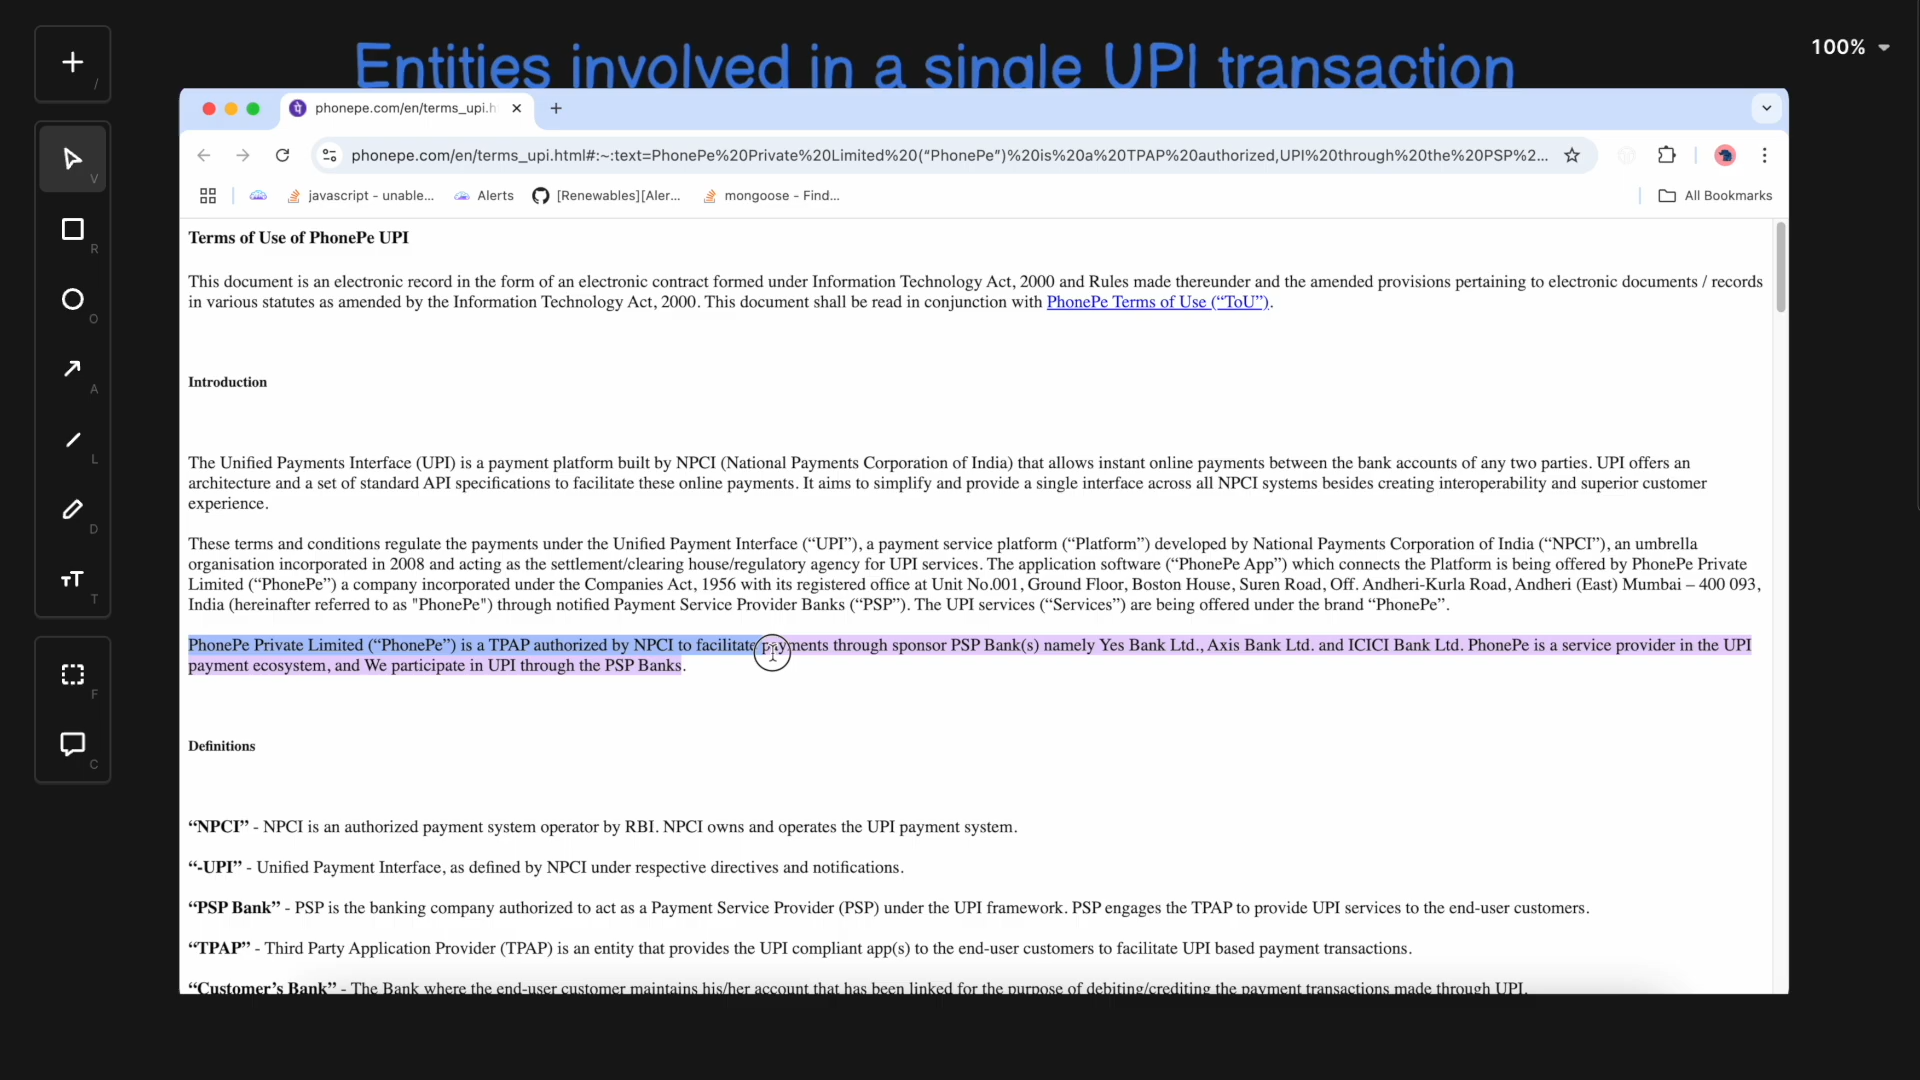 Entities involved in a single UPI transaction
100%
/
V
R
O
A
L
D
T
F
C
phonepe.com/en/terms_upi.h
phonepe.com/en/terms_upi.html#:~:text=PhonePe%20Private%20Limited%20(“PhonePe”)%20is%20a%20TPAP%20authorized,UPI%20through%20the%20PSP%2...
javascript - unable...
Alerts
[Renewables][Aler...
mongoose - Find...
All Bookmarks
Terms of Use of PhonePe UPI
This document is an electronic record in the form of an electronic contract formed under Information Technology Act, 2000 and Rules made thereunder and the amended provisions pertaining to electronic documents / records
in various statutes as amended by the Information Technology Act, 2000. This document shall be read in conjunction with PhonePe Terms of Use (“ToU”).
Introduction
The Unified Payments Interface (UPI) is a payment platform built by NPCI (National Payments Corporation of India) that allows instant online payments between the bank accounts of any two parties. UPI offers an
architecture and a set of standard API specifications to facilitate these online payments. It aims to simplify and provide a single interface across all NPCI systems besides creating interoperability and superior customer
experience.
These terms and conditions regulate the payments under the Unified Payment Interface (“UPI”), a payment service platform (“Platform”) developed by National Payments Corporation of India (“NPCI”), an umbrella
organisation incorporated in 2008 and acting as the settlement/clearing house/regulatory agency for UPI services. The application software (“PhonePe App”) which connects the Platform is being offered by PhonePe Private
Limited (“PhonePe”) a company incorporated under the Companies Act, 1956 with its registered office at Unit No.001, Ground Floor, Boston House, Suren Road, Off. Andheri-Kurla Road, Andheri (East) Mumbai – 400 093,
India (hereinafter referred to as "PhonePe") through notified Payment Service Provider Banks (“PSP”). The UPI services (“Services”) are being offered under the brand “PhonePe”.
PhonePe Private Limited (“PhonePe”) is a TPAP authorized by NPCI to facilitate payments through sponsor PSP Bank(s) namely Yes Bank Ltd., Axis Bank Ltd. and ICICI Bank Ltd. PhonePe is a service provider in the UPI
payment ecosystem, and We participate in UPI through the PSP Banks.
Definitions
“NPCI” - NPCI is an authorized payment system operator by RBI. NPCI owns and operates the UPI payment system.
“-UPI” - Unified Payment Interface, as defined by NPCI under respective directives and notifications.
“PSP Bank” - PSP is the banking company authorized to act as a Payment Service Provider (PSP) under the UPI framework. PSP engages the TPAP to provide UPI services to the end-user customers.
“TPAP” - Third Party Application Provider (TPAP) is an entity that provides the UPI compliant app(s) to the end-user customers to facilitate UPI based payment transactions.
“Customer’s Bank” - The Bank where the end-user customer maintains his/her account that has been linked for the purpose of debiting/crediting the payment transactions made through UPI.